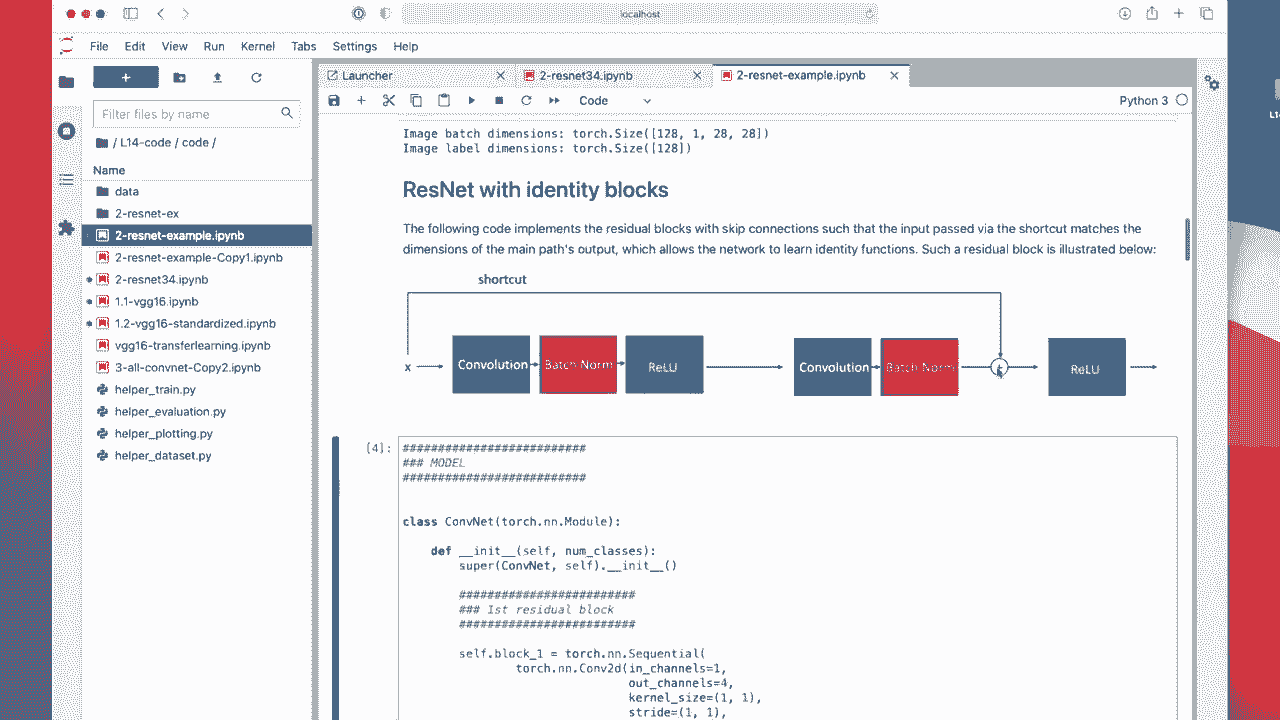 localhost
File Edit View Run Kernel Tabs Settings Help
Launcher
2-resnet34.ipynb
2-resnet-example.ipynb
Code
Python 3
Filter files by name
/ L14-code / code /
Name
data
2-resnet-ex
2-resnet-example.ipynb
2-resnet-example-Copy1.ipynb
2-resnet34.ipynb
1.1-vgg16.ipynb
1.2-vgg16-standardized.ipynb
vgg16-transferlearning.ipynb
3-all-convnet-Copy2.ipynb
helper_train.py
helper_evaluation.py
helper_plotting.py
helper_dataset.py
Image batch dimensions: torch.Size([128, 1, 28, 28])
Image label dimensions: torch.Size([128])
ResNet with identity blocks
The following code implements the residual blocks with skip connections such that the input passed via the shortcut matches the
dimensions of the main path's output, which allows the network to learn identity functions. Such a residual block is illustrated below:
shortcut
x
Convolution
Batch Norm
ReLU
Convolution
Batch Norm
ReLU
[4]:
##########################
### MODEL
##########################
class ConvNet(torch.nn.Module):
def __init__(self, num_classes):
super(ConvNet, self).__init__()
#########################
### 1st residual block
#########################
self.block_1 = torch.nn.Sequential(
torch.nn.Conv2d(in_channels=1,
out_channels=4,
kernel_size=(1, 1),
stride=(1, 1),
L14